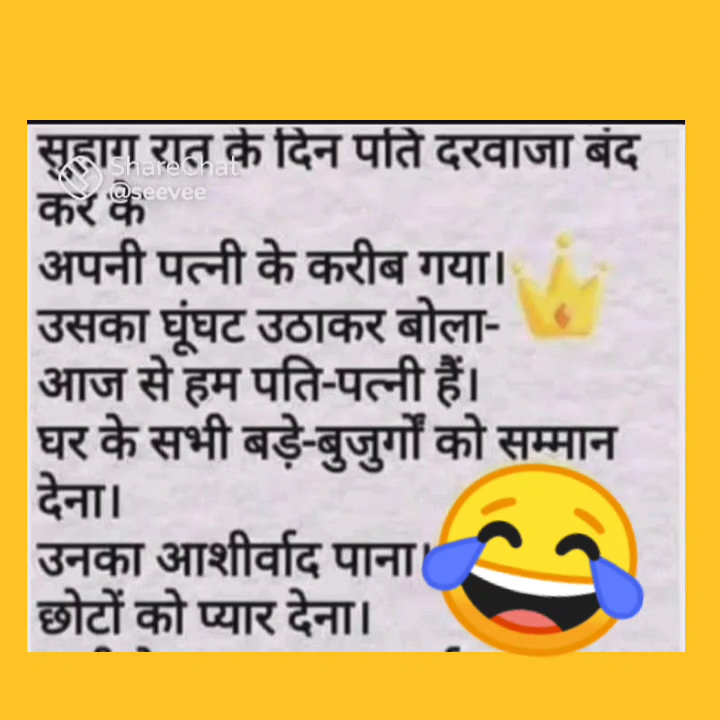 सुहाग रात के दिन पति दरवाजा बंद
ShareChat
@seevee
कर के
अपनी पत्नी के करीब गया।
उसका घूंघट उठाकर बोला-
आज से हम पति-पत्नी हैं।
घर के सभी बड़े-बुजुर्गों को सम्मान
देना।
उनका आशीर्वाद पाना।
छोटों को प्यार देना।